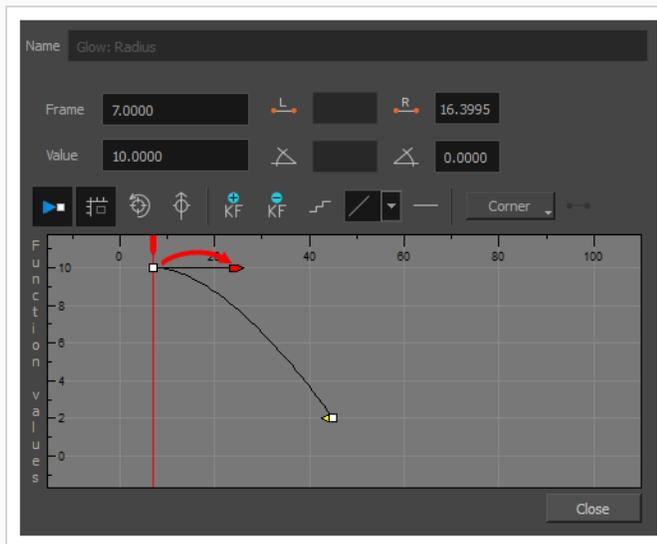 Name Glow: Radius
Frame 7.0000 L R 16.3995
Value 10.0000 0.0000
KF KF Corner
0 20 40 60 80 100
Function values
10
8
6
4
2
0
Close